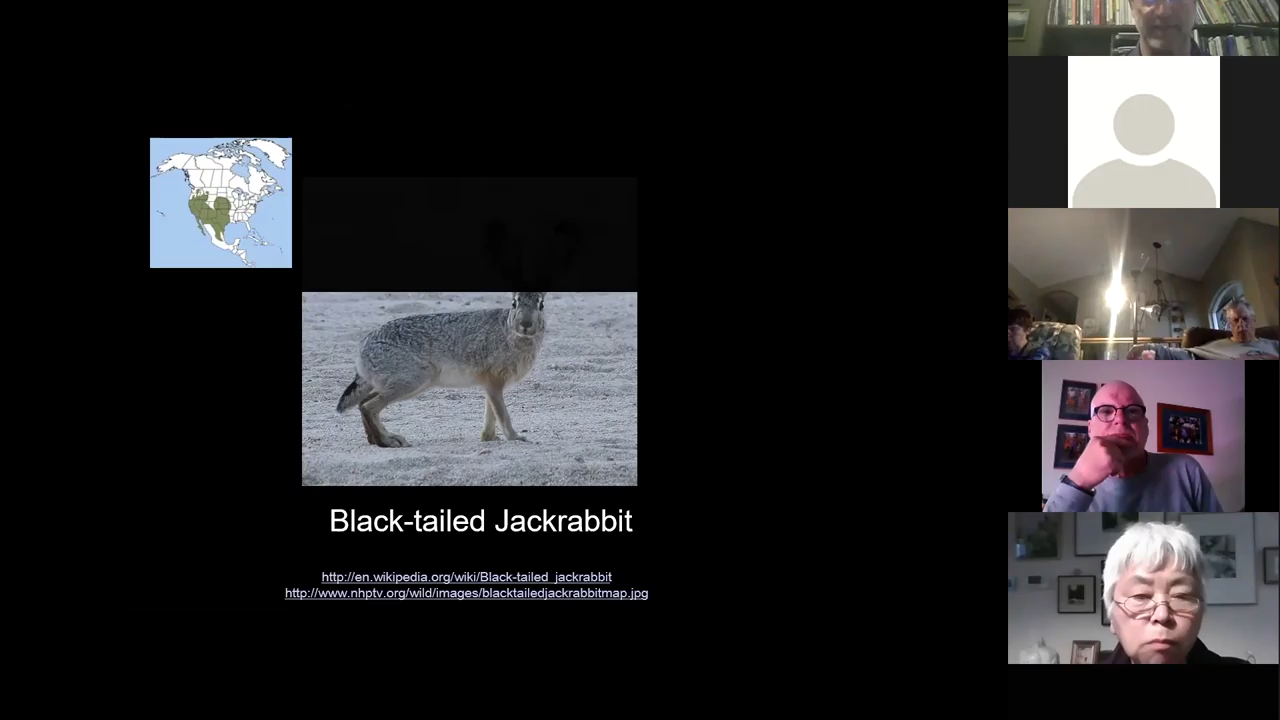 Black-tailed Jackrabbit
http://en.wikipedia.org/wiki/Black-tailed_jackrabbit
http://www.nhptv.org/wild/images/blacktailedjackrabbitmap.jpg